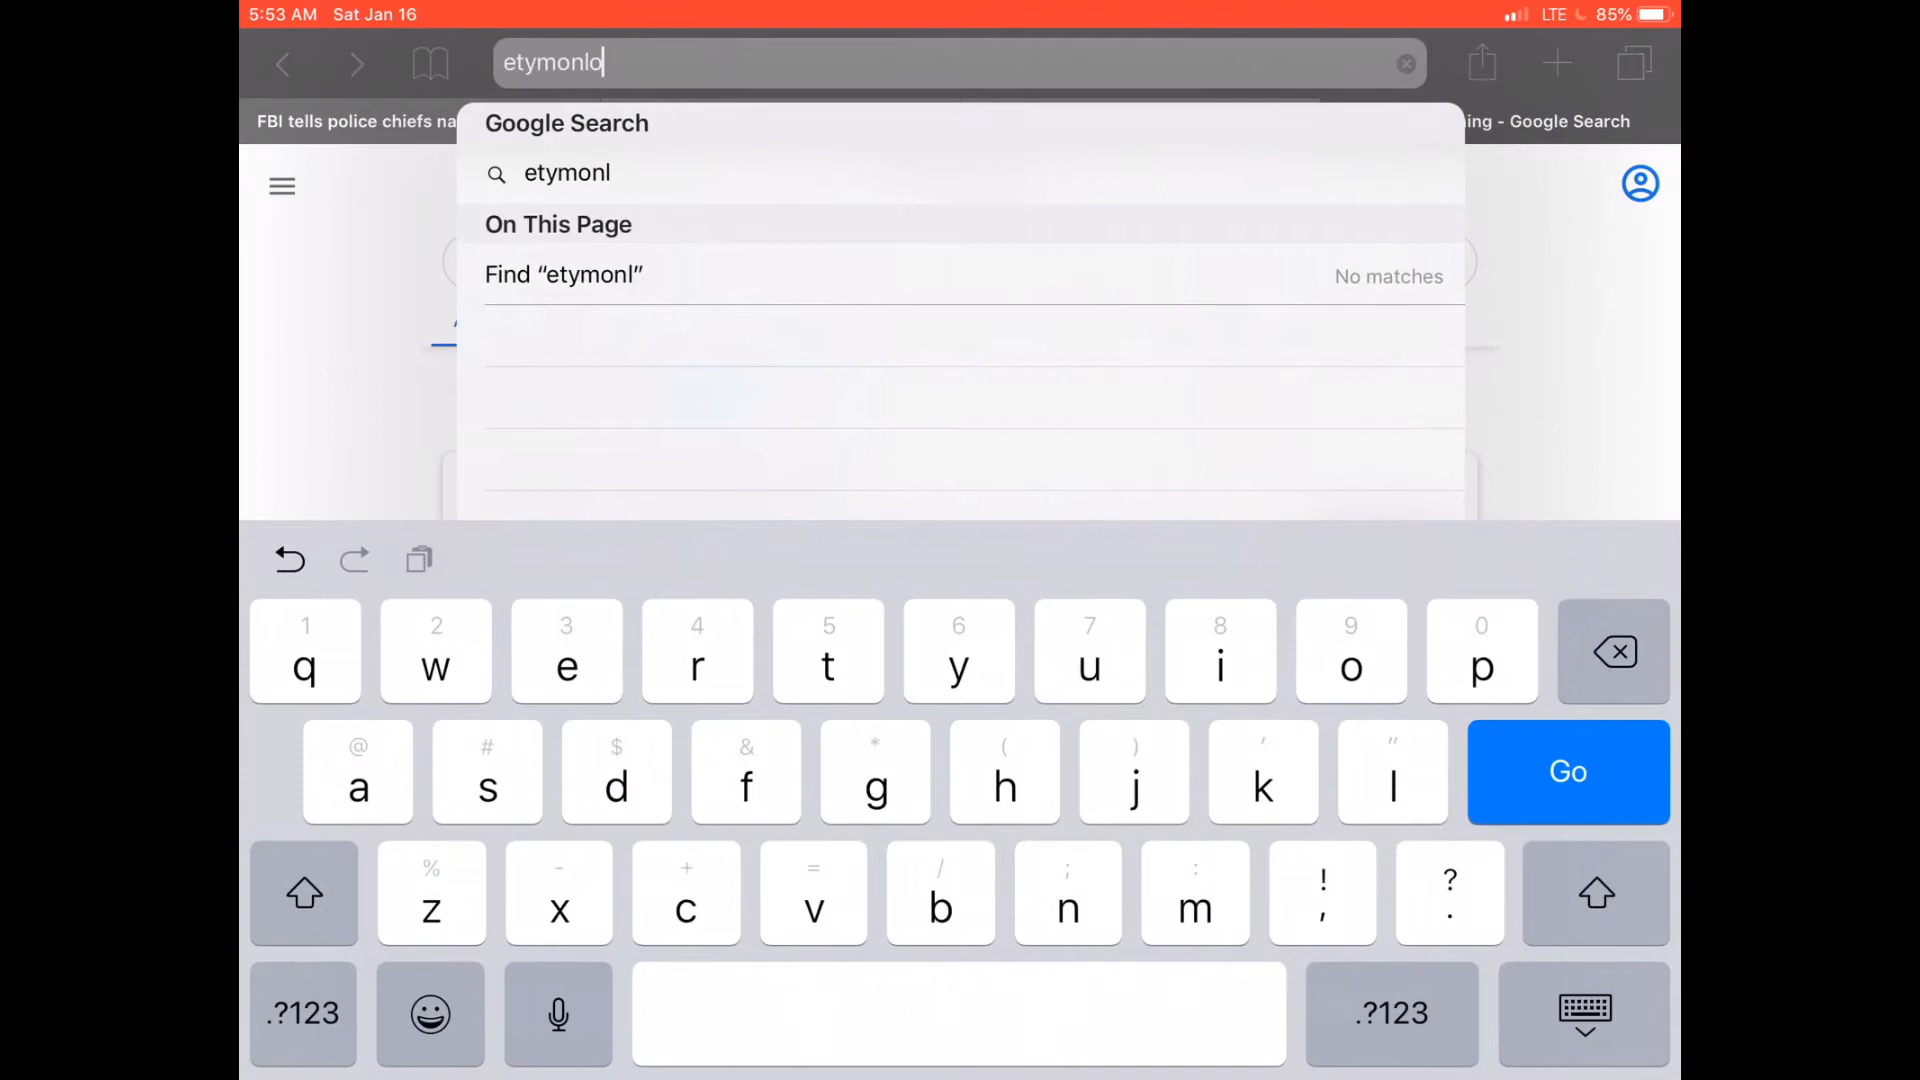 5:53 AM Sat Jan 16
LTE 85%
etymonlo
FBI tells police chiefs na
ing - Google Search
Google Search
etymonl
On This Page
Find “etymonl”
No matches
1 2 3 4 5 6 7 8 9 0
q w e r t y u i o p
@ # $ & * ( ) ' "
a s d f g h j k l
Go
% - + = / ; : ! ?
z x c v b n m , .
.?123
.?123